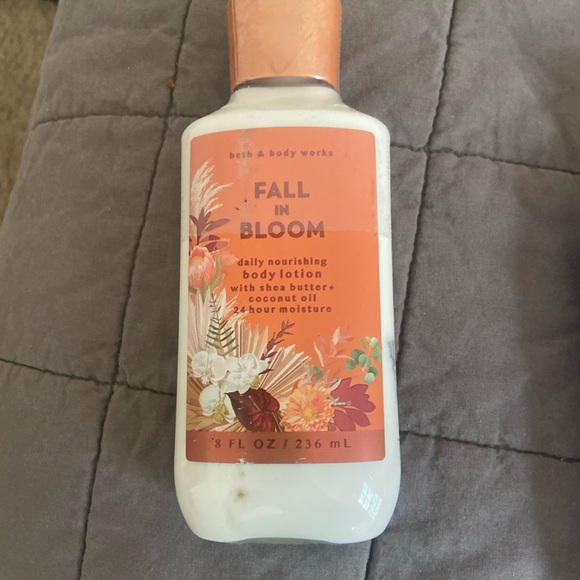 bath & body works
FALL
IN
BLOOM
daily nourishing
body lotion
with shea butter+
coconut oil
24 hour moisture
8 FL OZ / 236 mL